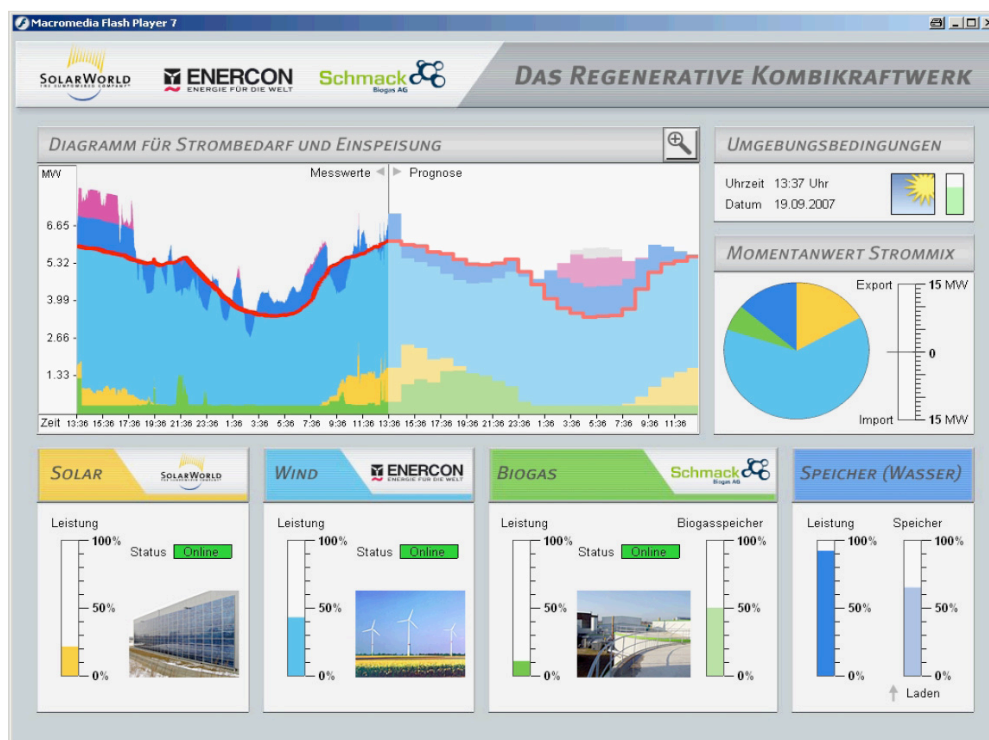 Macromedia Flash Player 7
SOLARWORLD
THE SUNPOWERED COMPANY
ENERCON
ENERGIE FÜR DIE WELT
Schmack
Biogas AG
DAS REGENERATIVE KOMBIKRAFTWERK
DIAGRAMM FÜR STROMBEDARF UND EINSPEISUNG
MW
Messwerte
Prognose
6.65
5.32
3.99
2.66
1.33
Zeit 13:36 15:36 17:36 19:36 21:36 23:36 1:36 3:36 5:36 7:36 9:36 11:36 13:36 15:36 17:36 19:36 21:36 23:36 1:36 3:36 5:36 7:36 9:36 11:36
UMGEBUNGSBEDINGUNGEN
Uhrzeit 13:37 Uhr
Datum 19.09.2007
MOMENTANWERT STROMMIX
Export
15 MW
0
Import
15 MW
SOLAR
SOLARWORLD
Leistung
100%
Status Online
50%
0%
WIND
ENERCON
ENERGIE FÜR DIE WELT
Leistung
100%
Status Online
50%
0%
BIOGAS
Schmack
Biogas AG
Leistung
Biogasspeicher
100%
Status Online
100%
50%
50%
0%
0%
SPEICHER (WASSER)
Leistung
Speicher
100%
100%
50%
50%
0%
0%
Laden